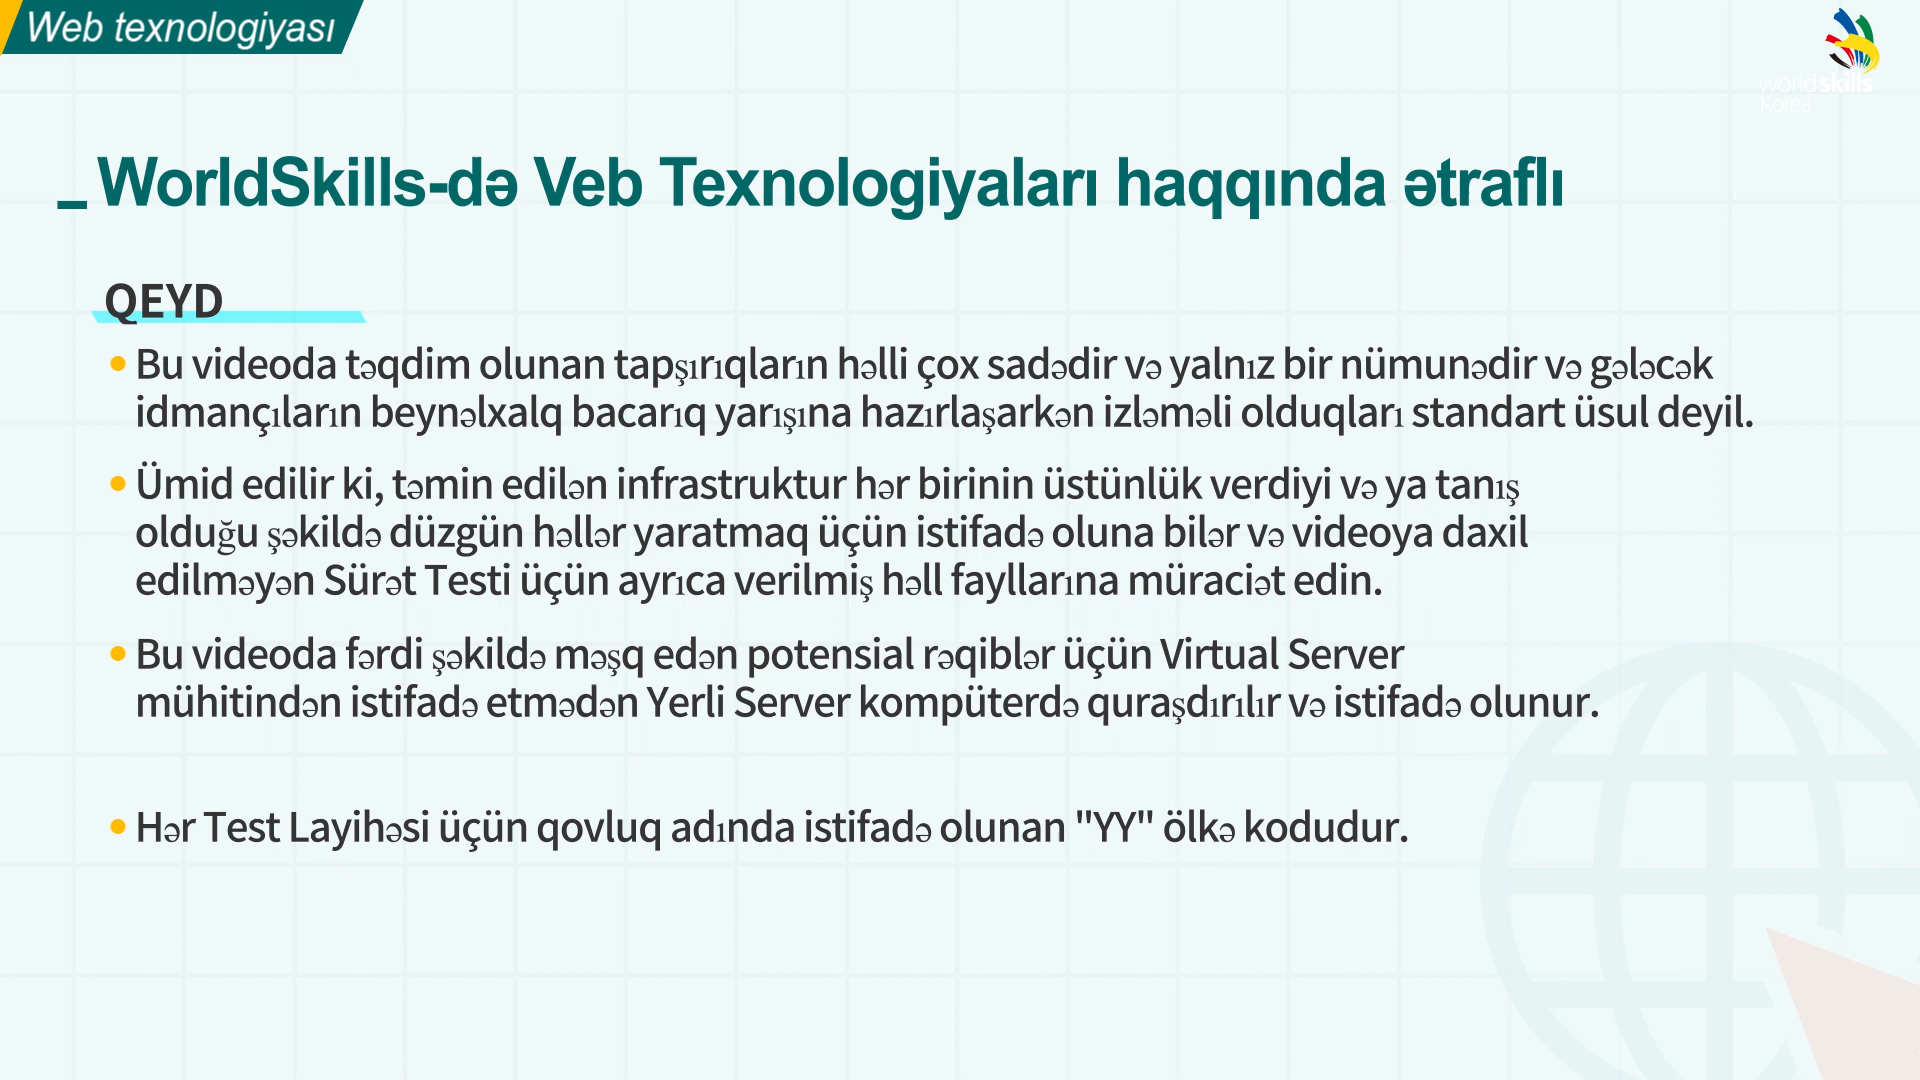 Web texnologiyası
world skills
Korea
WorldSkills-də Veb Texnologiyaları haqqında ətraflı
QEYD
• Bu videoda təqdim olunan tapşırıqların həlli çox sadədir və yalnız bir nümunədir və gələcək
idmançıların beynəlxalq bacarıq yarışına hazırlaşarkən izləməli olduqları standart üsul deyil.
• Ümid edilir ki, təmin edilən infrastruktur hər birinin üstünlük verdiyi və ya tanış
olduğu şəkildə düzgün həllər yaratmaq üçün istifadə oluna bilər və videoya daxil
edilməyən Sürət Testi üçün ayrıca verilmiş həll fayllarına müraciət edin.
• Bu videoda fərdi şəkildə məşq edən potensial rəqiblər üçün Virtual Server
mühitindən istifadə etmədən Yerli Server kompüterdə quraşdırılır və istifadə olunur.
• Hər Test Layihəsi üçün qovluq adında istifadə olunan "YY" ölkə kodudur.